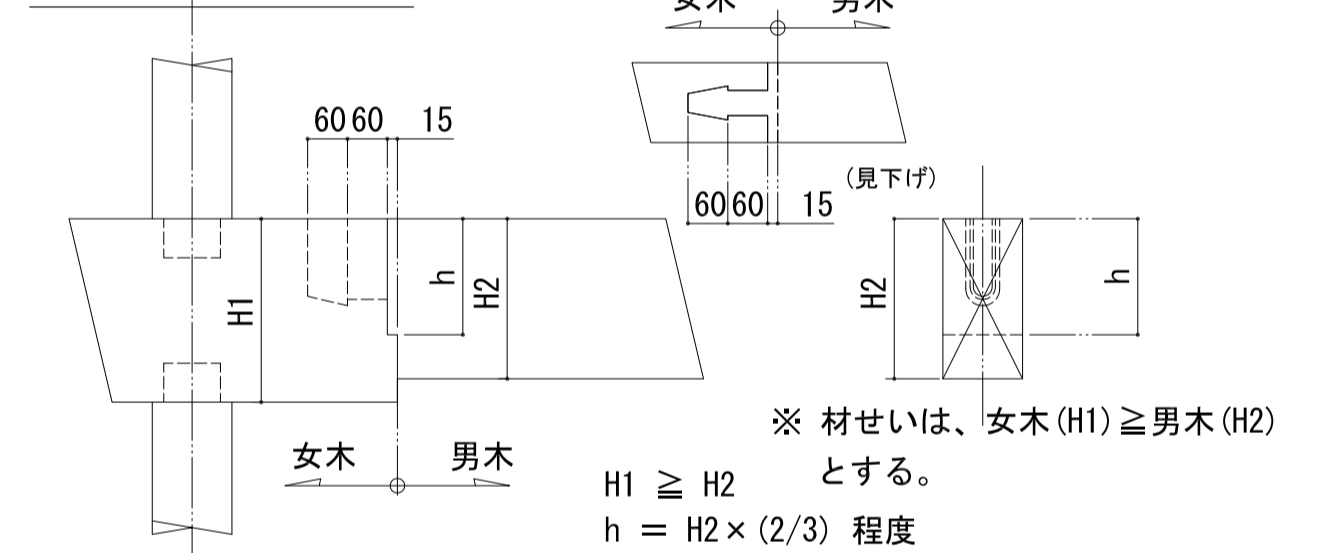 女木 男木
60 60 15
(見下げ)
60 60 15
H1
h
H2
H2
h
※ 材せいは、女木(H1)≧男木(H2)
とする。
女木 男木
H1 ≧ H2
h = H2×(2/3) 程度